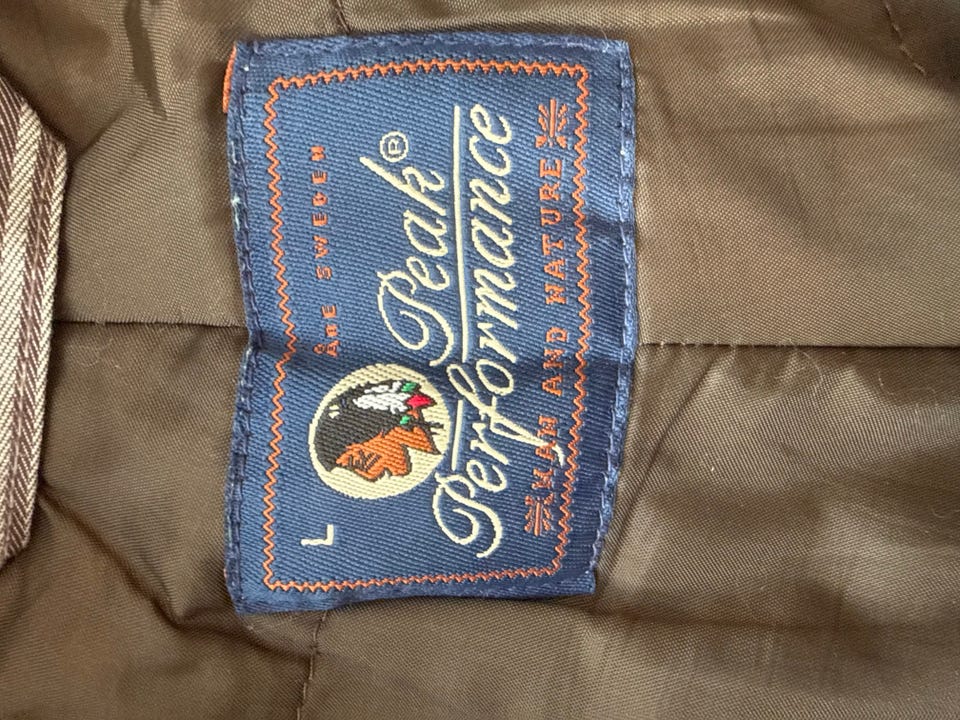 L
ÅRE SWEDEN
Peak®
Performance
MAN AND NATURE